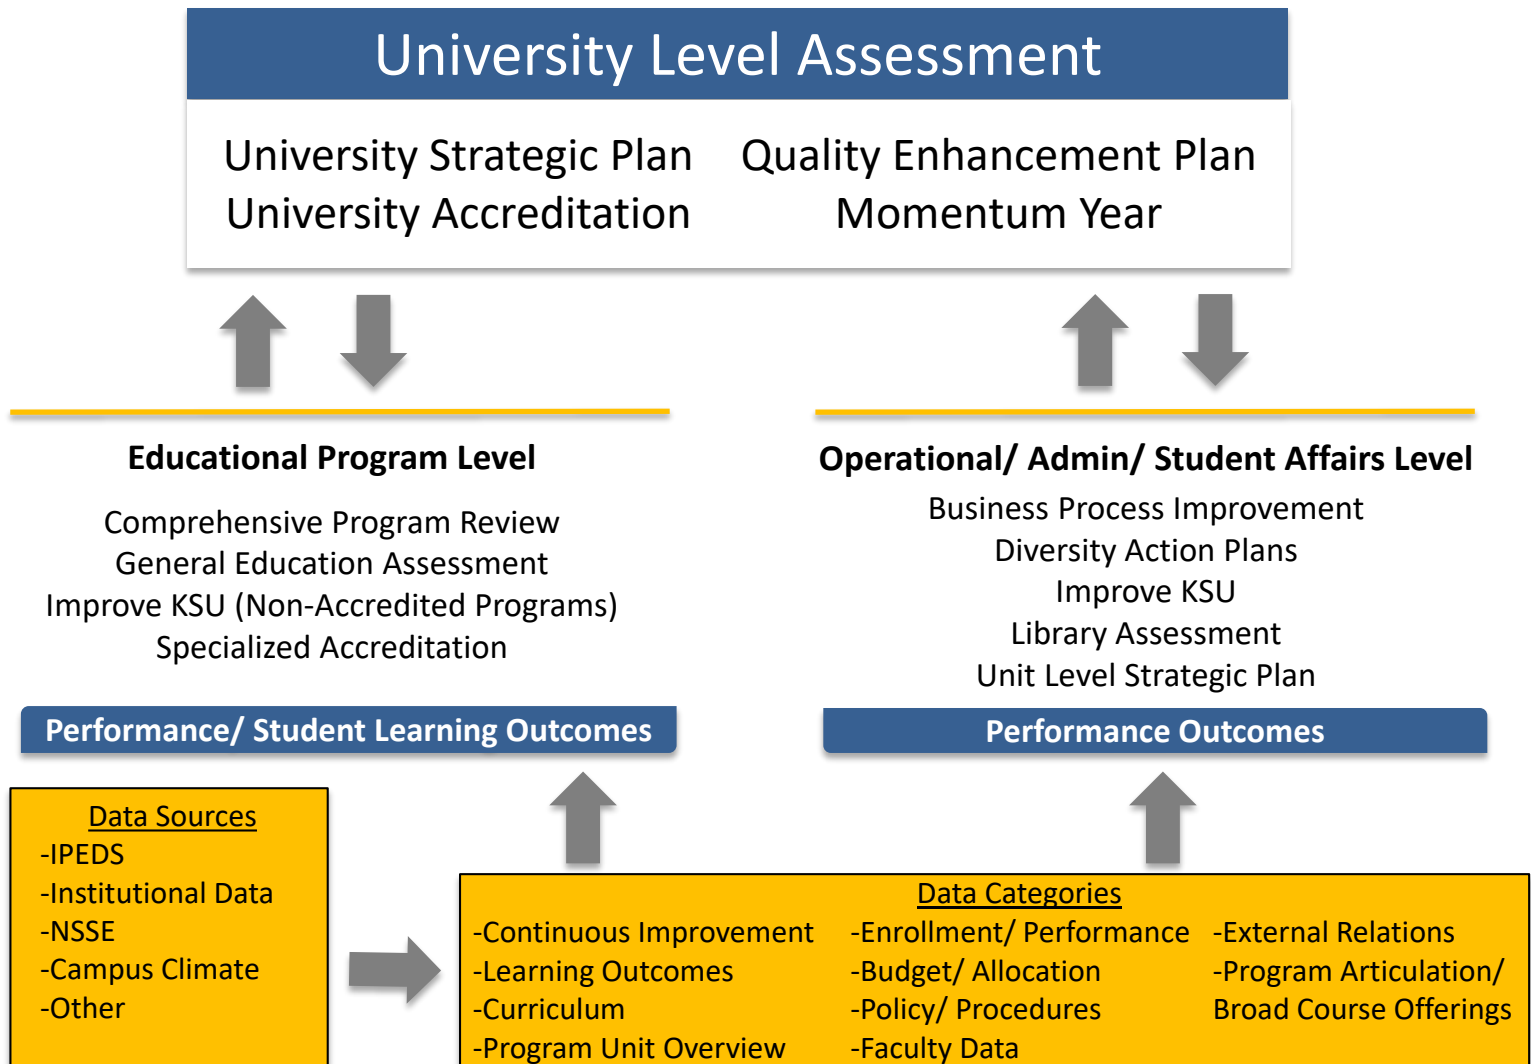 University Level Assessment
University Strategic Plan
University Accreditation
Quality Enhancement Plan
Momentum Year
Educational Program Level
Comprehensive Program Review
General Education Assessment
Improve KSU (Non-Accredited Programs)
Specialized Accreditation
Performance/ Student Learning Outcomes
Operational/ Admin/ Student Affairs Level
Business Process Improvement
Diversity Action Plans
Improve KSU
Library Assessment
Unit Level Strategic Plan
Performance Outcomes
Data Sources
-IPEDS
-Institutional Data
-NSSE
-Campus Climate
-Other
Data Categories
-Continuous Improvement
-Learning Outcomes
-Curriculum
-Program Unit Overview
-Enrollment/ Performance
-Budget/ Allocation
-Policy/ Procedures
-Faculty Data
-External Relations
-Program Articulation/
Broad Course Offerings